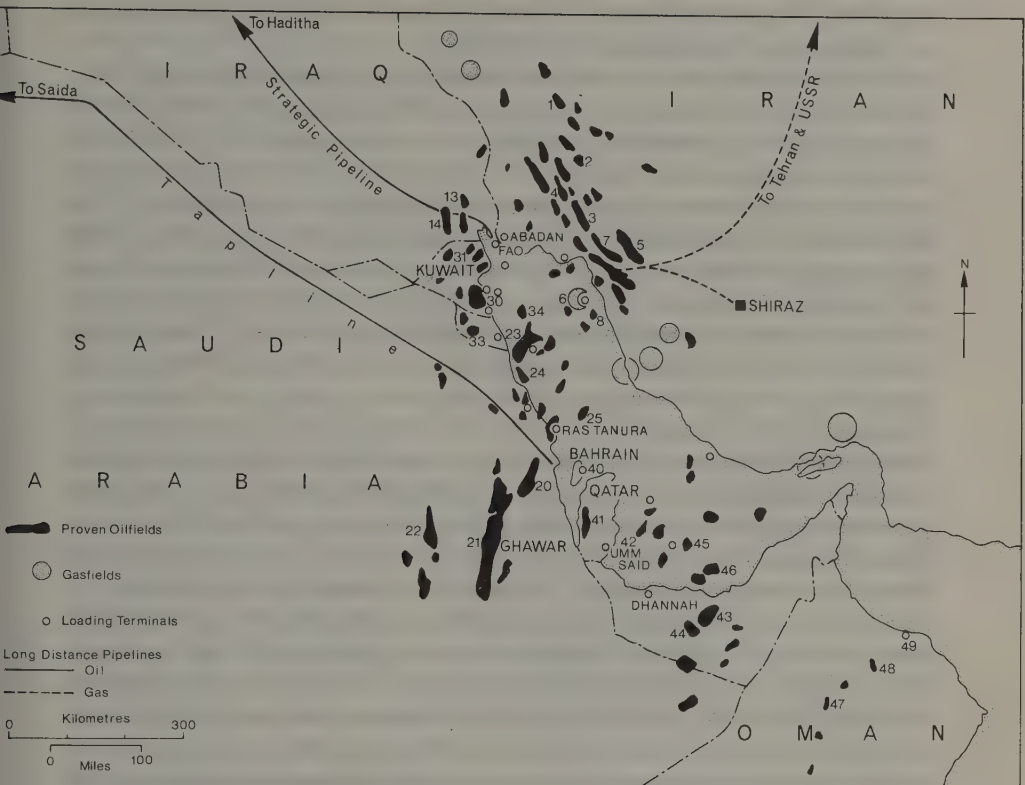 To Haditha
I R A Q
I R A N
To Saida
Strategic Pipeline
To Tehran & USSR
Tapline
1
2
4
3
13
14
7
5
ABADAN
FAO
31
KUWAIT
30
6
8
SHIRAZ
N
34
23
33
24
S A U D I
25
RAS TANURA
BAHRAIN
40
A R A B I A
20
QATAR
22
21
GHAWAR
41
42
UMM
SAID
45
46
DHANNAH
43
44
49
48
47
O M A N
Proven Oilfields
Gasfields
Loading Terminals
Long Distance Pipelines
Oil
Gas
Kilometres
0 300
0 100
Miles